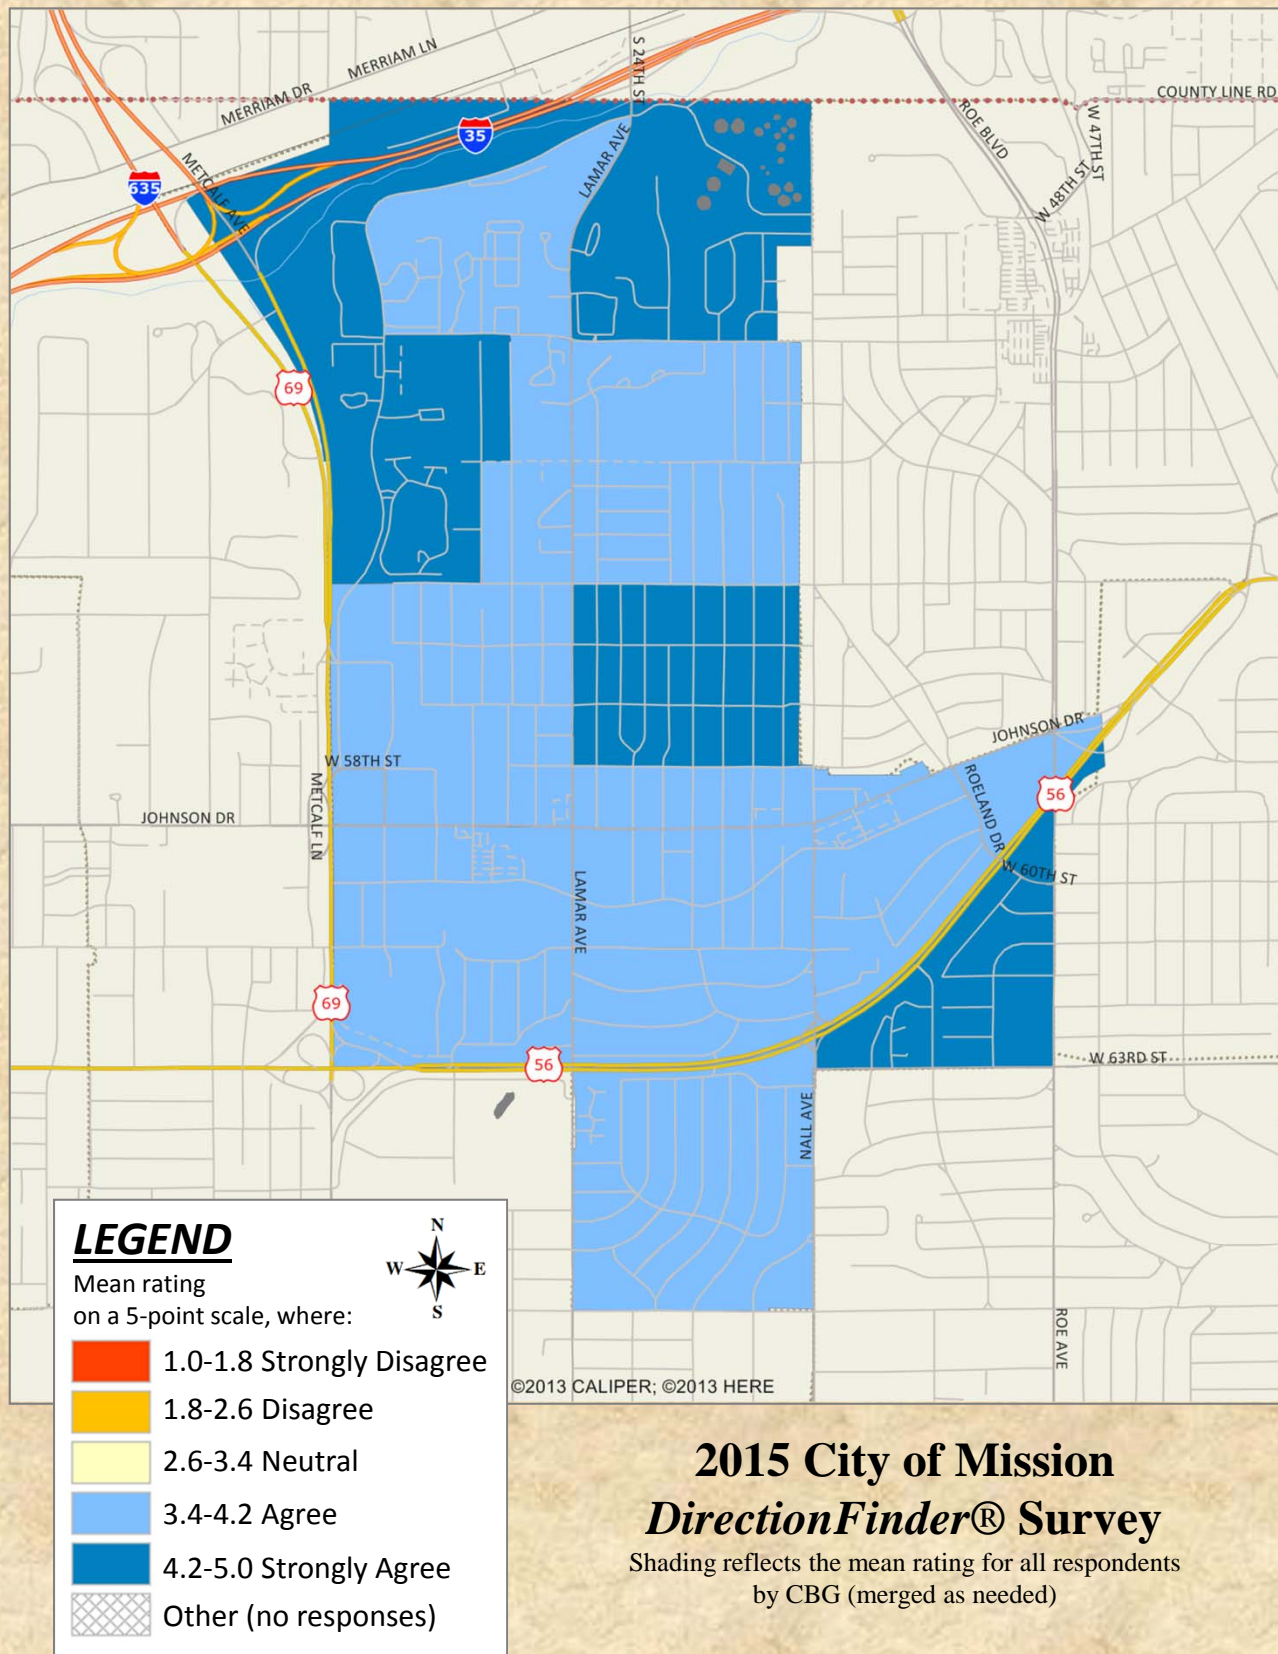 MERRIAM LN
S 24TH ST
MERRIAM DR
COUNTY LINE RD
35
ROE BLVD
W 47TH ST
LAMAR AVE
METCALF AVE
635
W 48TH ST
69
JOHNSON DR
W 58TH ST
ROELAND DR
56
METCALF LN
JOHNSON DR
W 60TH ST
LAMAR AVE
69
56
W 63RD ST
NALL AVE
ROE AVE
©2013 CALIPER; ©2013 HERE
LEGEND
N
W E
S
Mean rating
on a 5-point scale, where:
1.0-1.8 Strongly Disagree
1.8-2.6 Disagree
2.6-3.4 Neutral
3.4-4.2 Agree
4.2-5.0 Strongly Agree
Other (no responses)
2015 City of Mission
DirectionFinder® Survey
Shading reflects the mean rating for all respondents
by CBG (merged as needed)